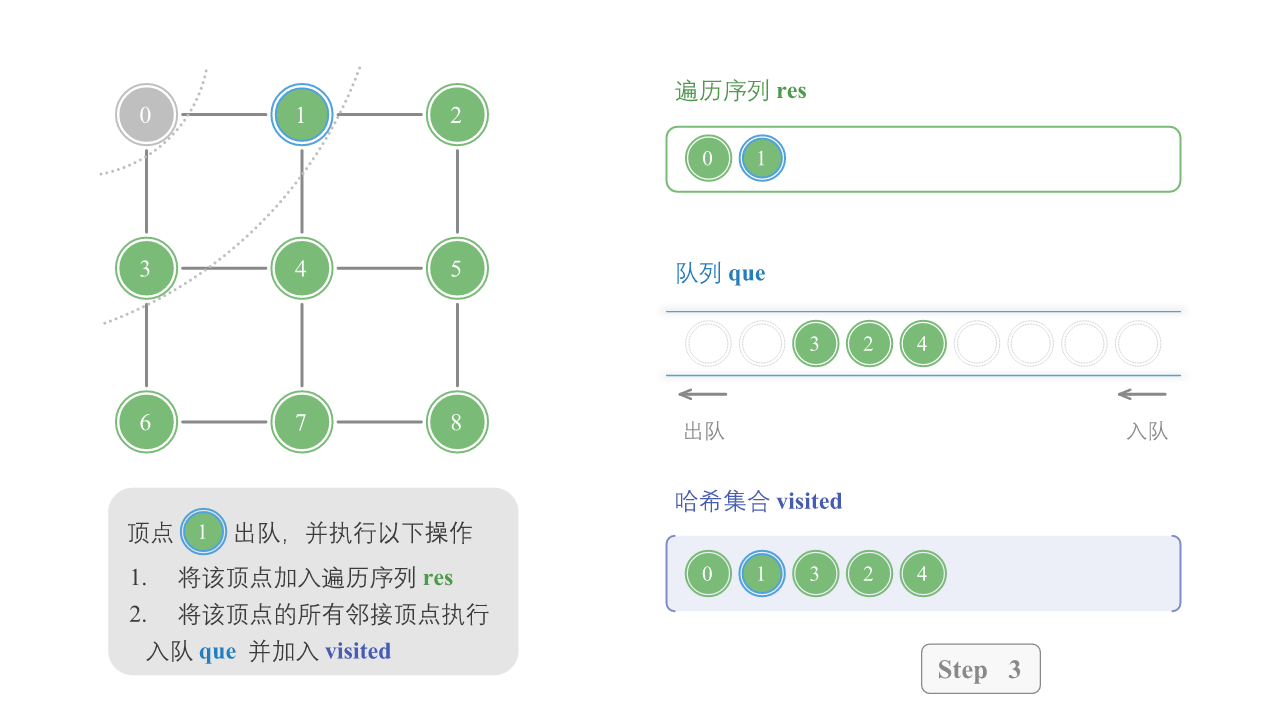 0 1 2
3 4 5
6 7 8
顶点 1 出队，并执行以下操作
1. 将该顶点加入遍历序列 res
2. 将该顶点的所有邻接顶点执行
入队 que 并加入 visited
遍历序列 res
0 1
队列 que
3 2 4
出队 入队
哈希集合 visited
0 1 3 2 4
Step 3